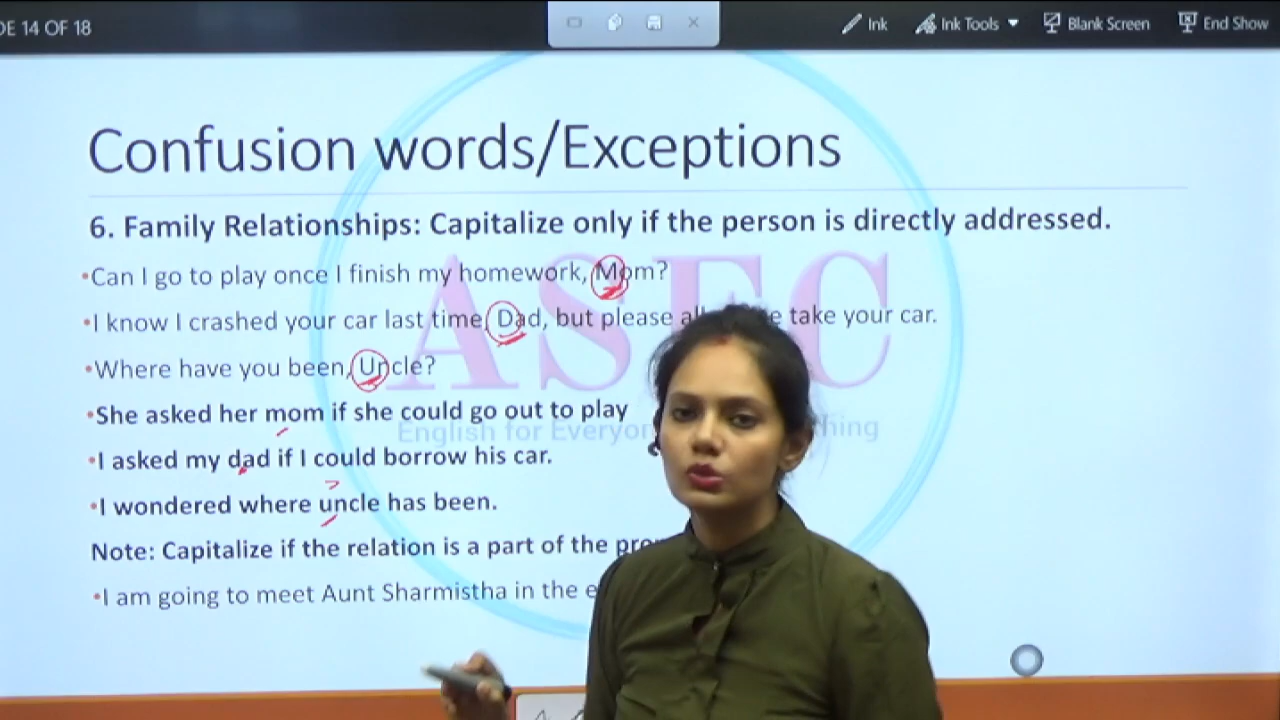 DE 14 OF 18
Ink Ink Tools Blank Screen End Show
Confusion words/Exceptions
6. Family Relationships: Capitalize only if the person is directly addressed.
•Can I go to play once I finish my homework, Mom?
•I know I crashed your car last time, Dad, but please take your car.
•Where have you been, Uncle?
•She asked her mom if she could go out to play
•I asked my dad if I could borrow his car.
•I wondered where uncle has been.
Note: Capitalize if the relation is a part of the
•I am going to meet Aunt Sharmistha in the
ASEC
English for